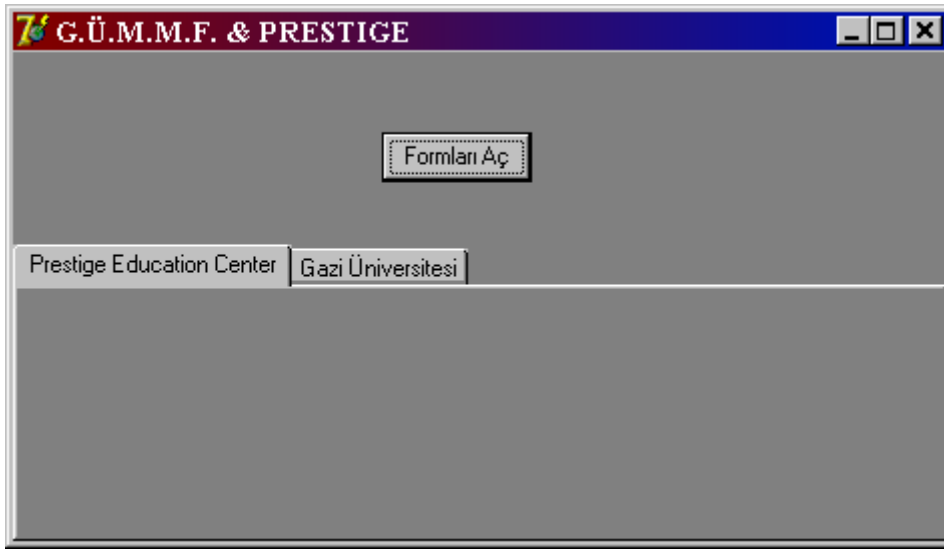 G.Ü.M.M.F. & PRESTIGE
Formları Aç
Prestige Education Center
Gazi Üniversitesi